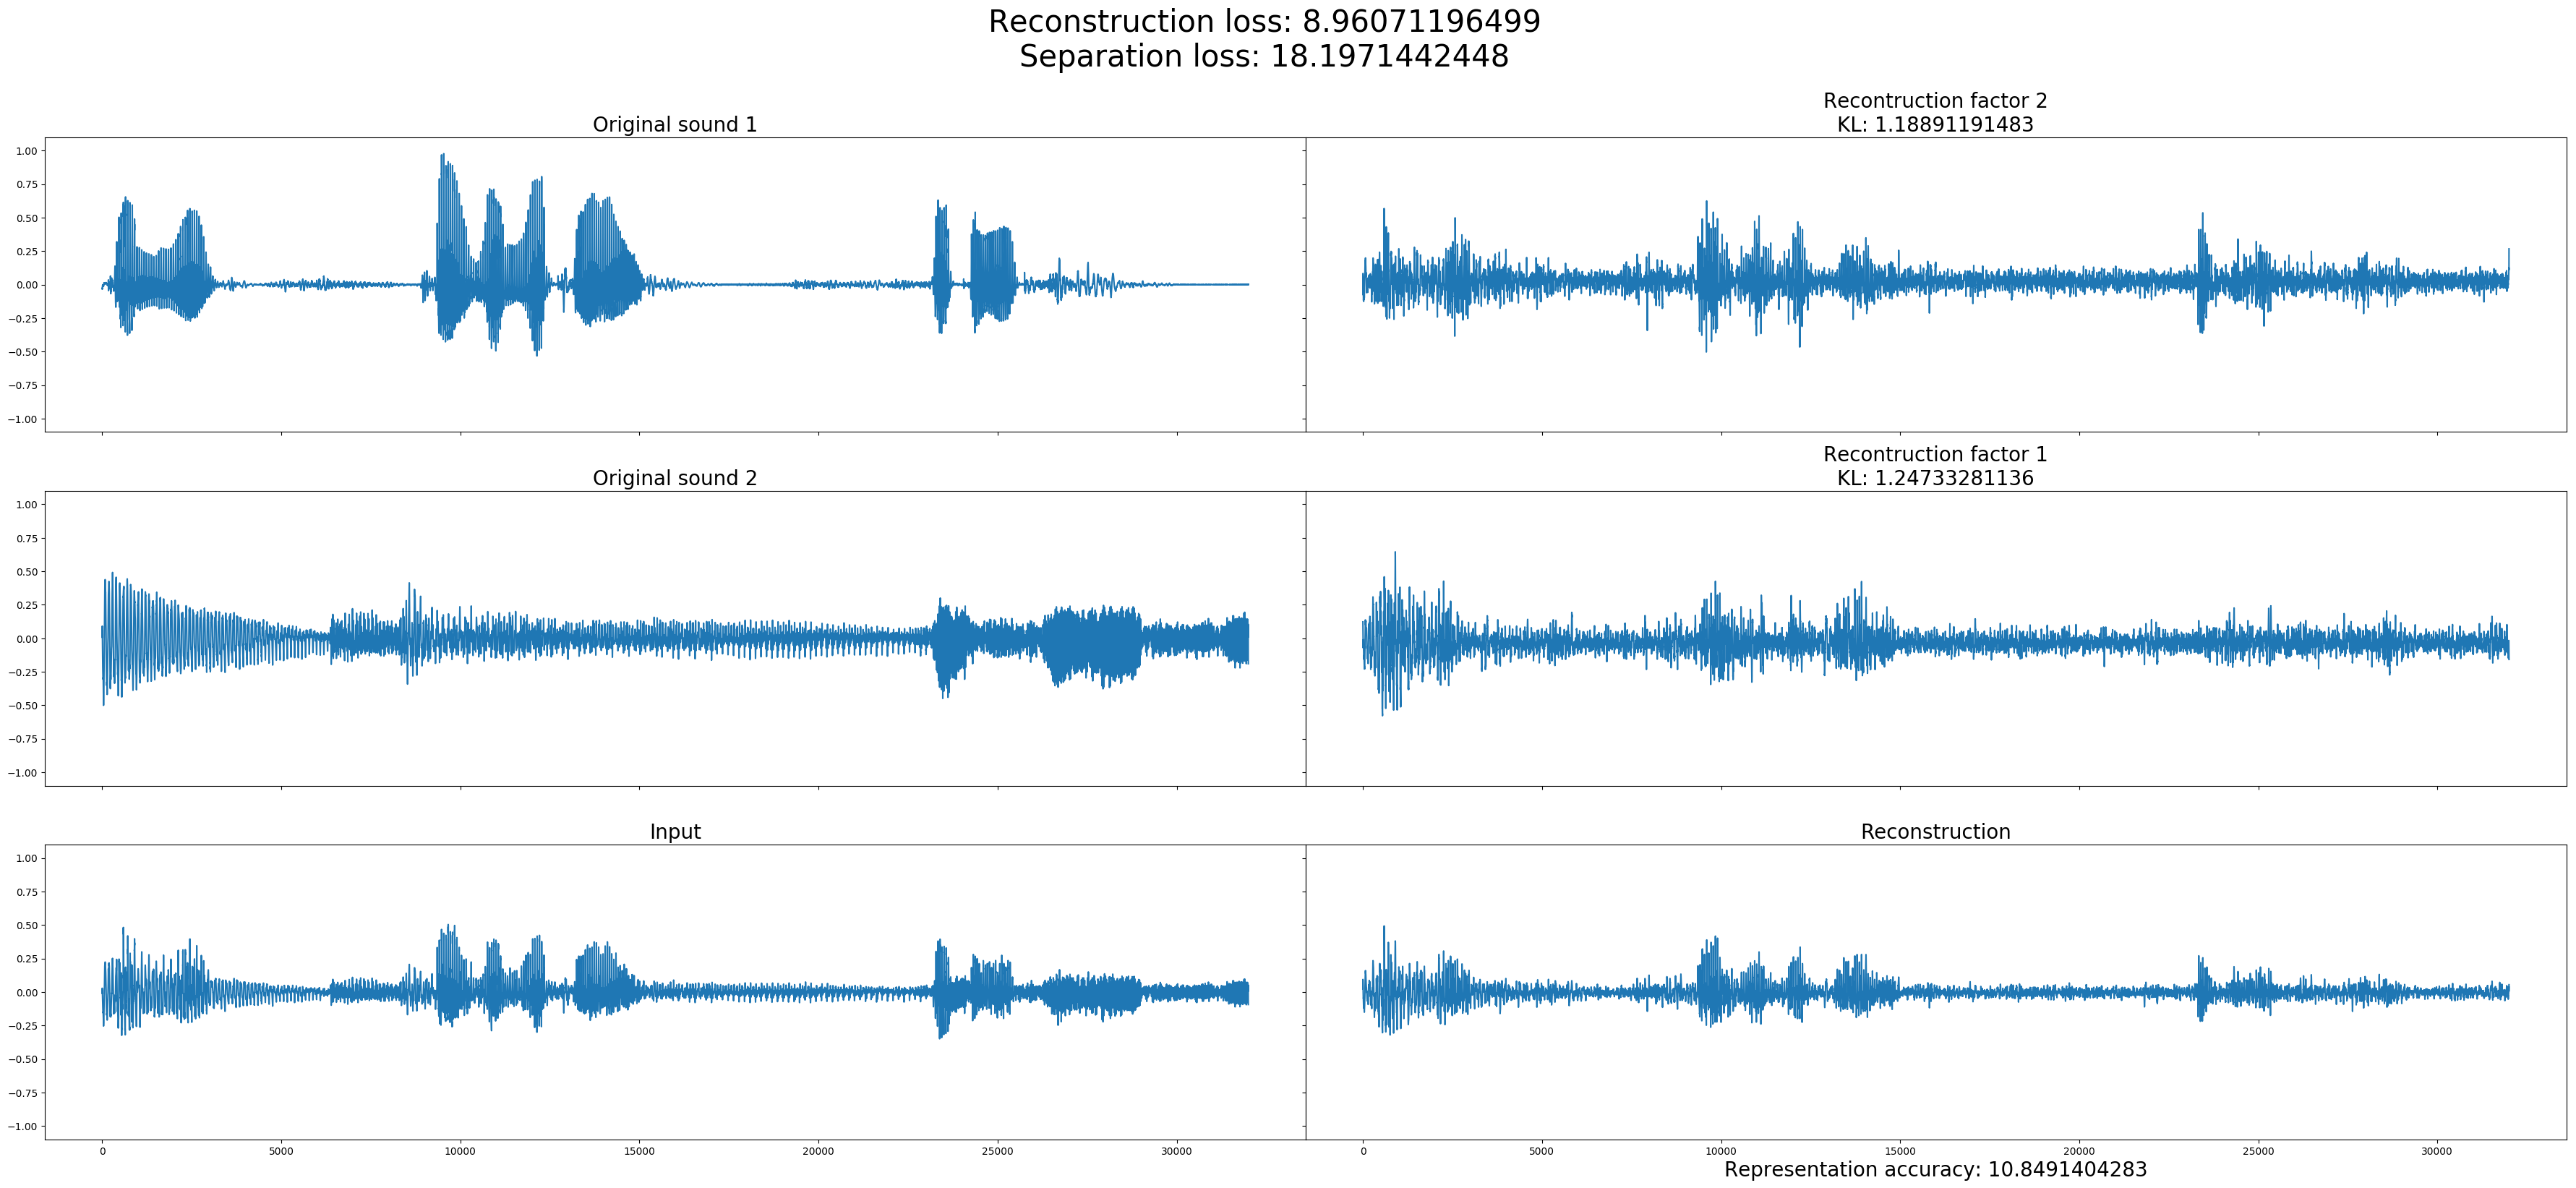 Reconstruction loss: 8.96071196499
Separation loss: 18.1971442448
Original sound 1
Recontruction factor 2
KL: 1.18891191483
1.00
0.75
0.50
0.25
0.00
−0.25
−0.50
−0.75
−1.00
Original sound 2
Recontruction factor 1
KL: 1.24733281136
1.00
0.75
0.50
0.25
0.00
−0.25
−0.50
−0.75
−1.00
Input
Reconstruction
1.00
0.75
0.50
0.25
0.00
−0.25
−0.50
−0.75
−1.00
0 5000 10000 15000 20000 25000 30000
0 5000 10000 15000 20000 25000 30000
Representation accuracy: 10.8491404283